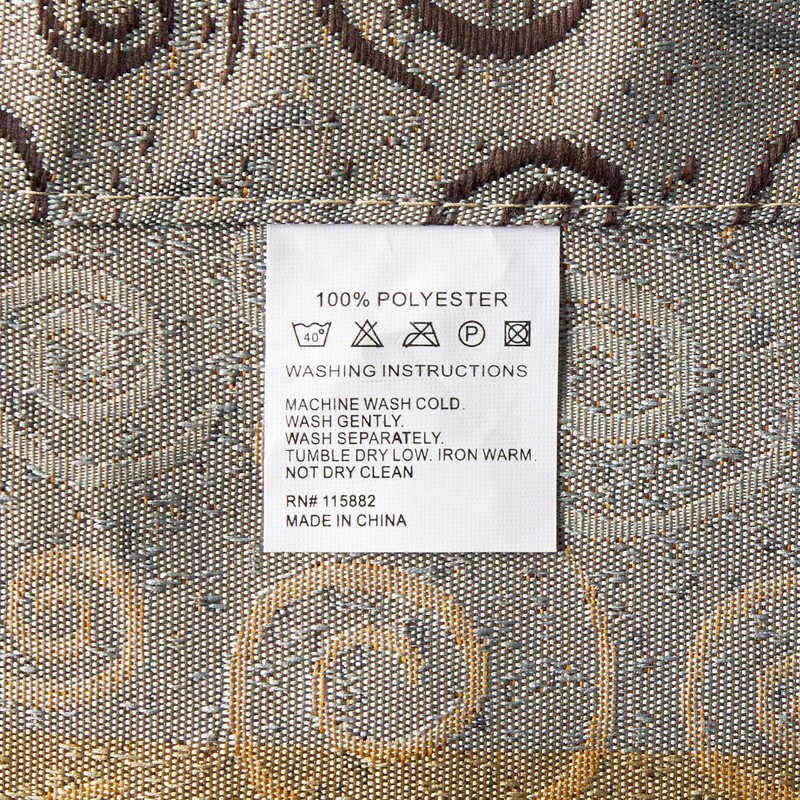 100% POLYESTER
40 P
WASHING INSTRUCTIONS
MACHINE WASH COLD.
WASH GENTLY.
WASH SEPARATELY.
TUMBLE DRY LOW. IRON WARM.
NOT DRY CLEAN
RN# 115882
MADE IN CHINA